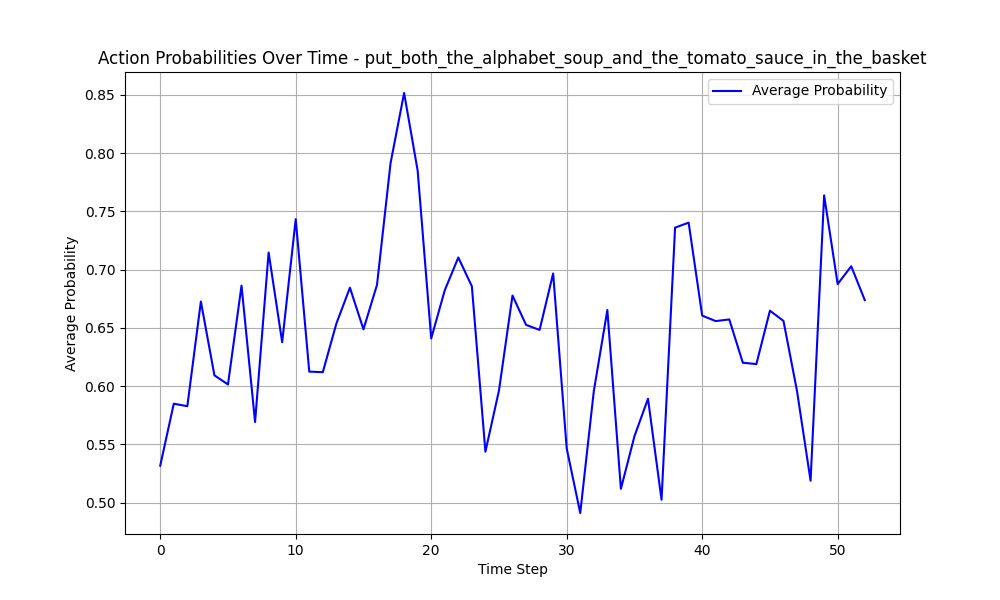 Action Probabilities Over Time - put_both_the_alphabet_soup_and_the_tomato_sauce_in_the_basket
Average Probability
0.85
0.80
0.75
0.70
0.65
0.60
0.55
0.50
Average Probability
0 10 20 30 40 50
Time Step